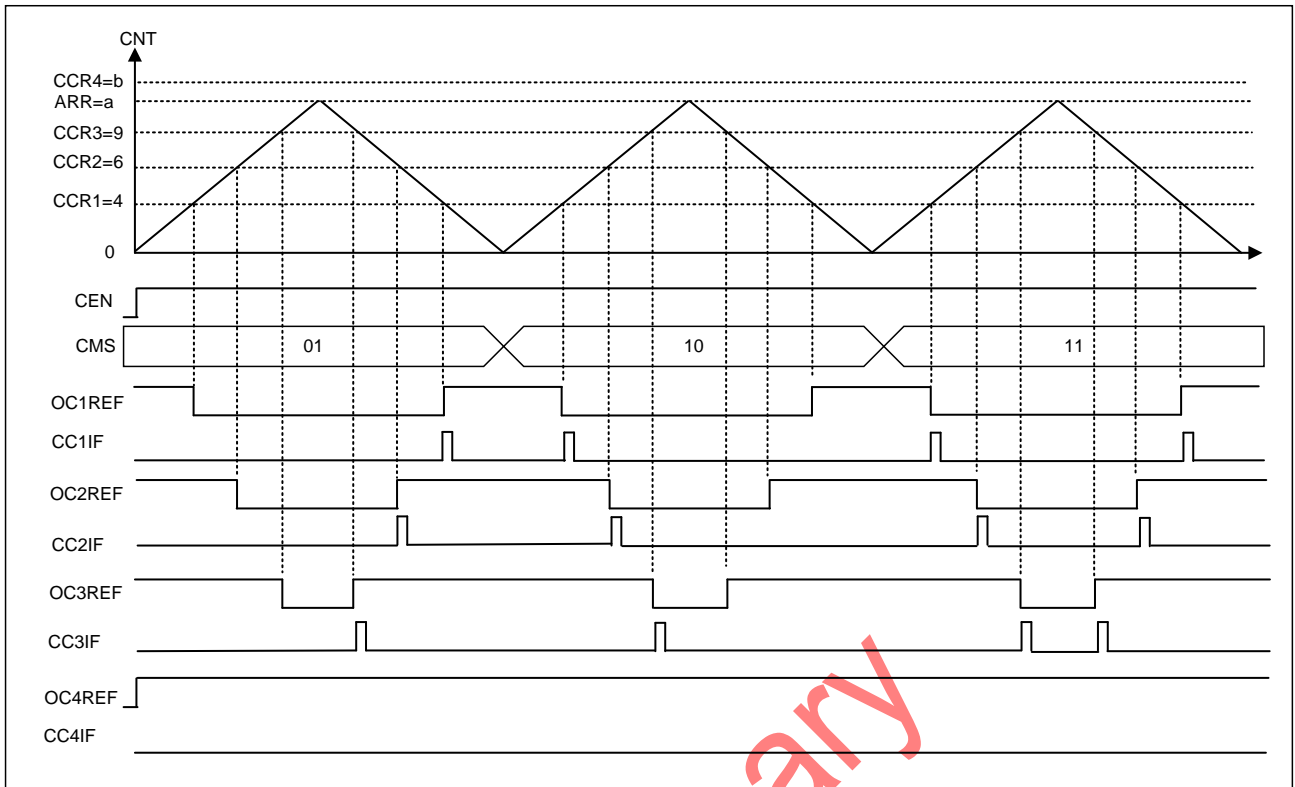 CNT
CCR4=b
ARR=a
CCR3=9
CCR2=6
CCR1=4
0
CEN
CMS 01 10 11
OC1REF
CC1IF
OC2REF
CC2IF
OC3REF
CC3IF
OC4REF
CC4IF
ary